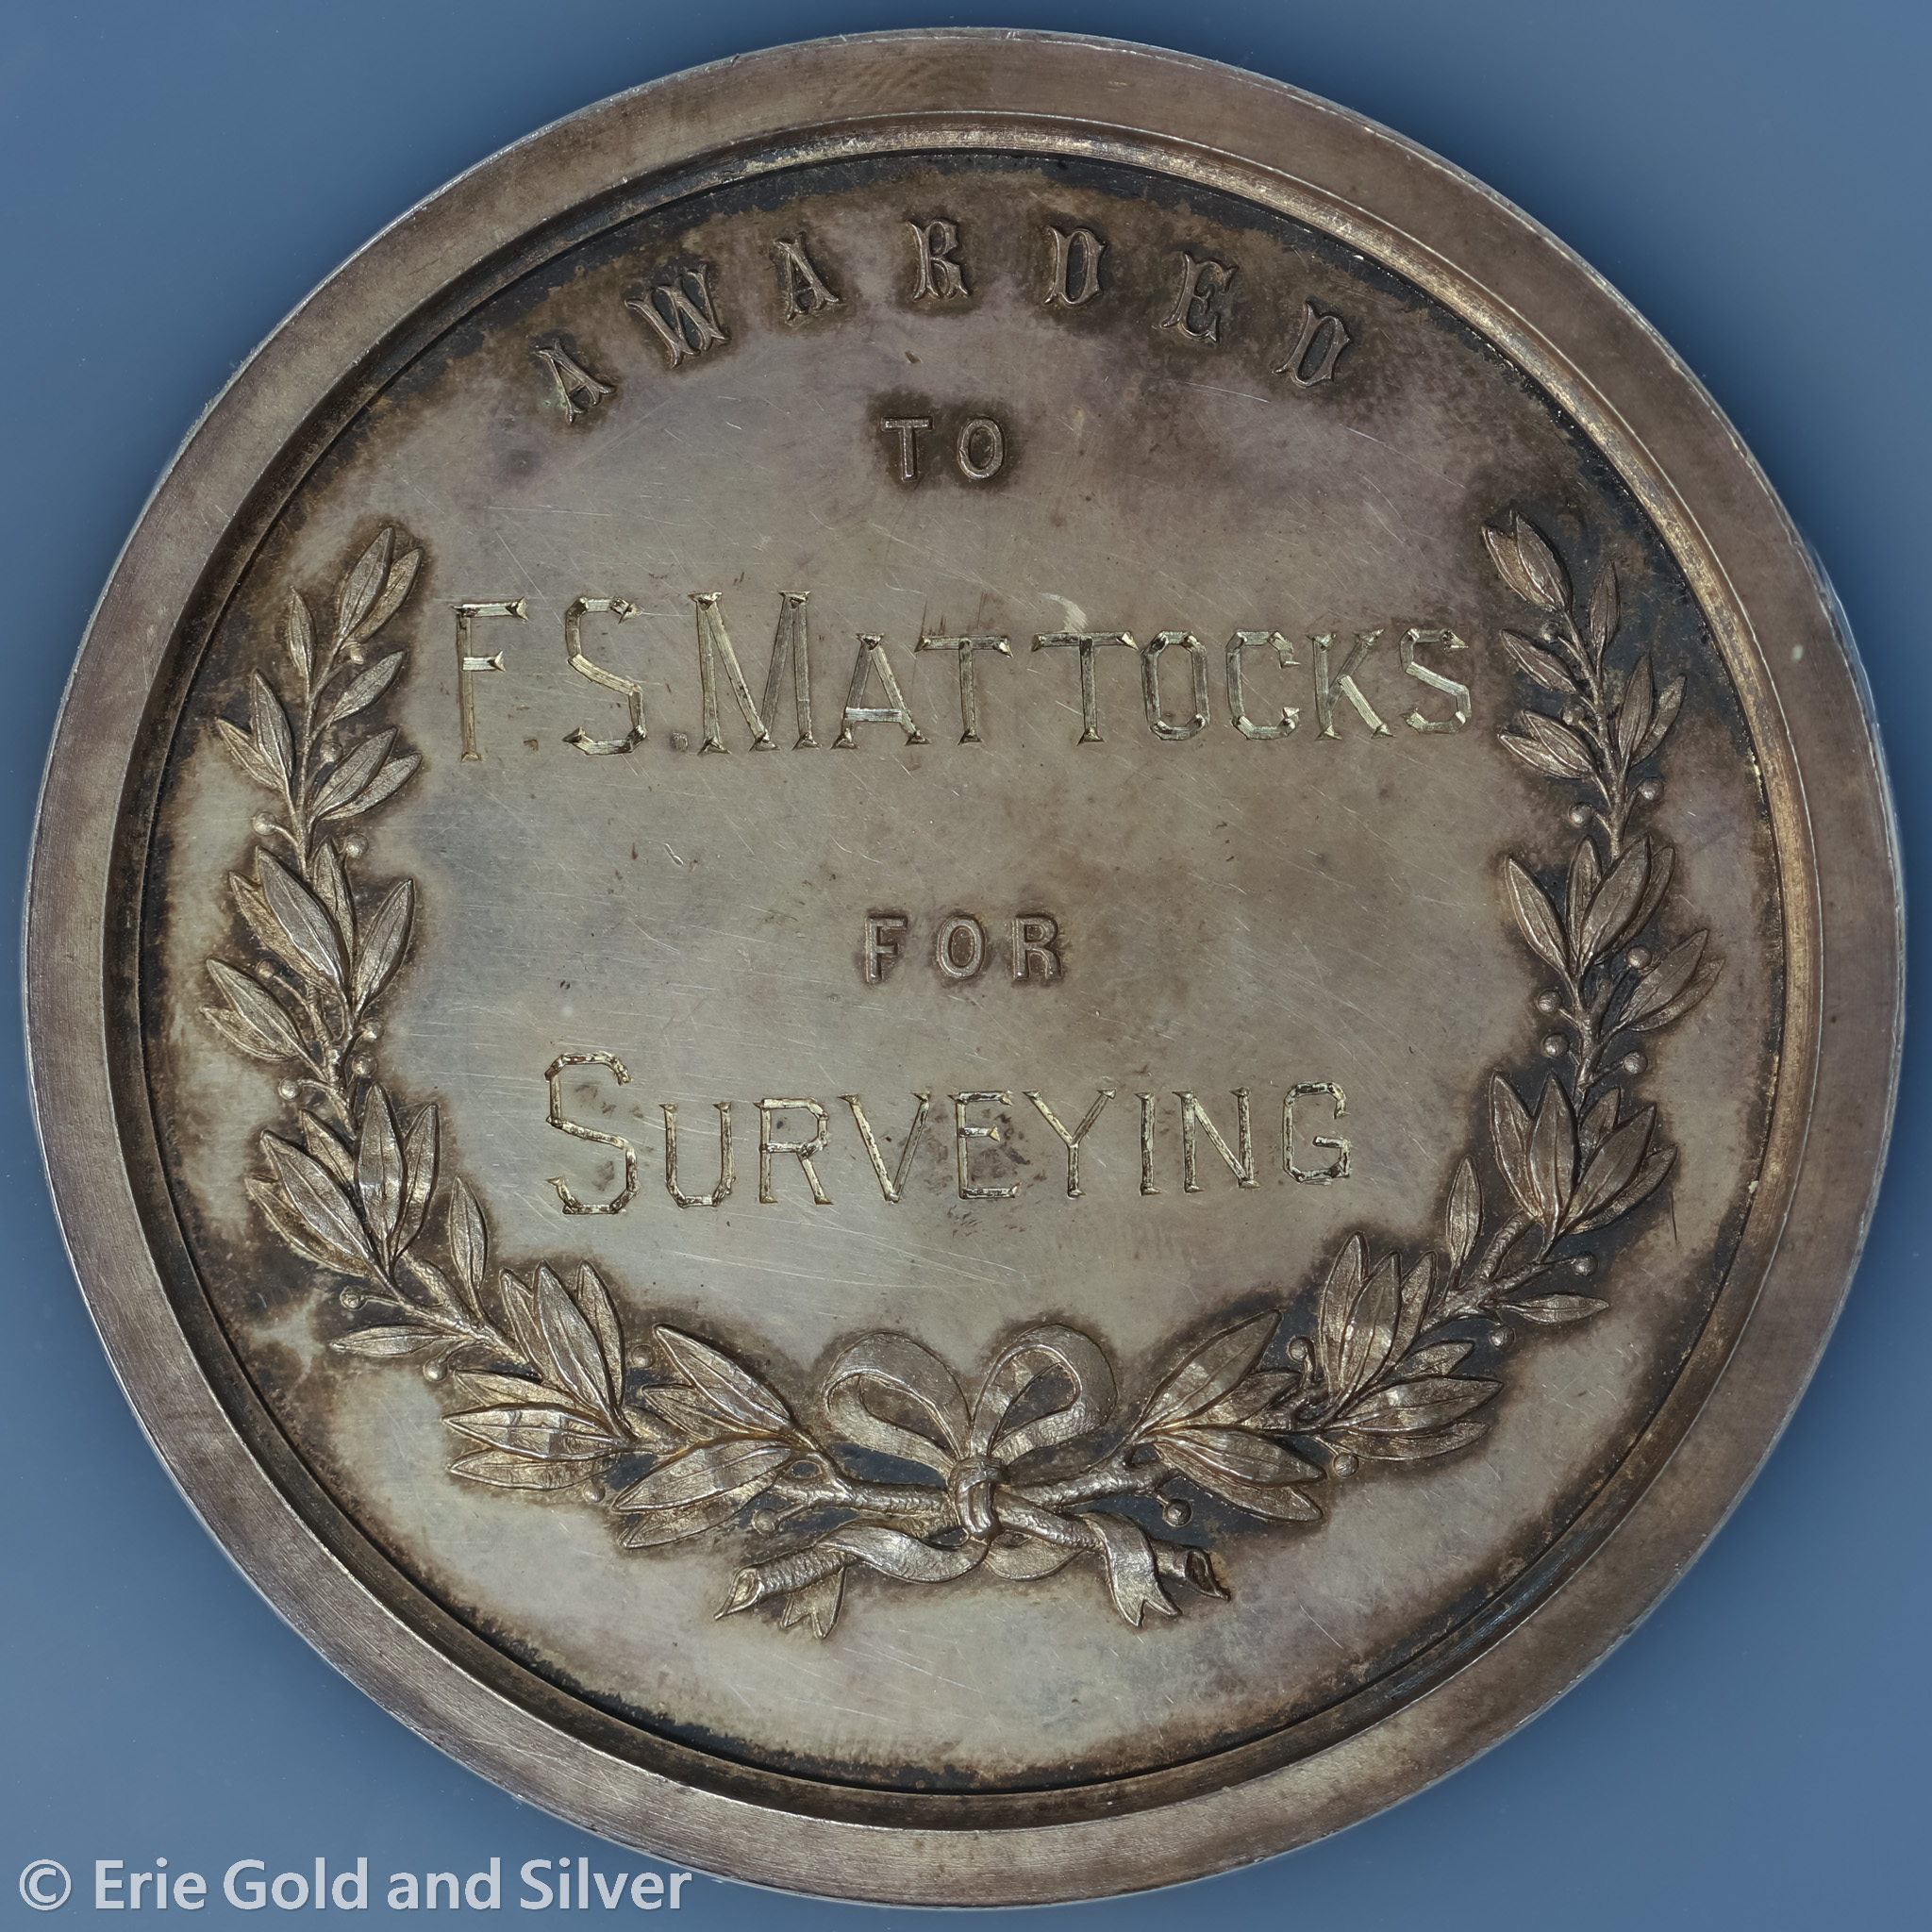 AWARDED
TO
F.S.MATTOCKS
FOR
SURVEYING
© Erie Gold and Silver